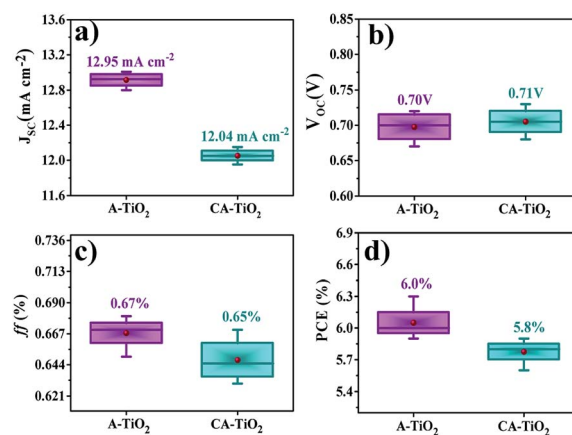 a)
J_SC(mA cm⁻²)
13.6
13.2
12.8
12.4
12.0
11.6
12.95 mA cm⁻²
12.04 mA cm⁻²
A-TiO₂
CA-TiO₂
b)
V_OC(V)
0.85
0.80
0.75
0.70
0.65
0.60
0.70V
0.71V
A-TiO₂
CA-TiO₂
c)
ff (%)
0.736
0.713
0.690
0.667
0.644
0.621
0.67%
0.65%
A-TiO₂
CA-TiO₂
d)
PCE (%)
6.9
6.6
6.3
6.0
5.7
5.4
6.0%
5.8%
A-TiO₂
CA-TiO₂